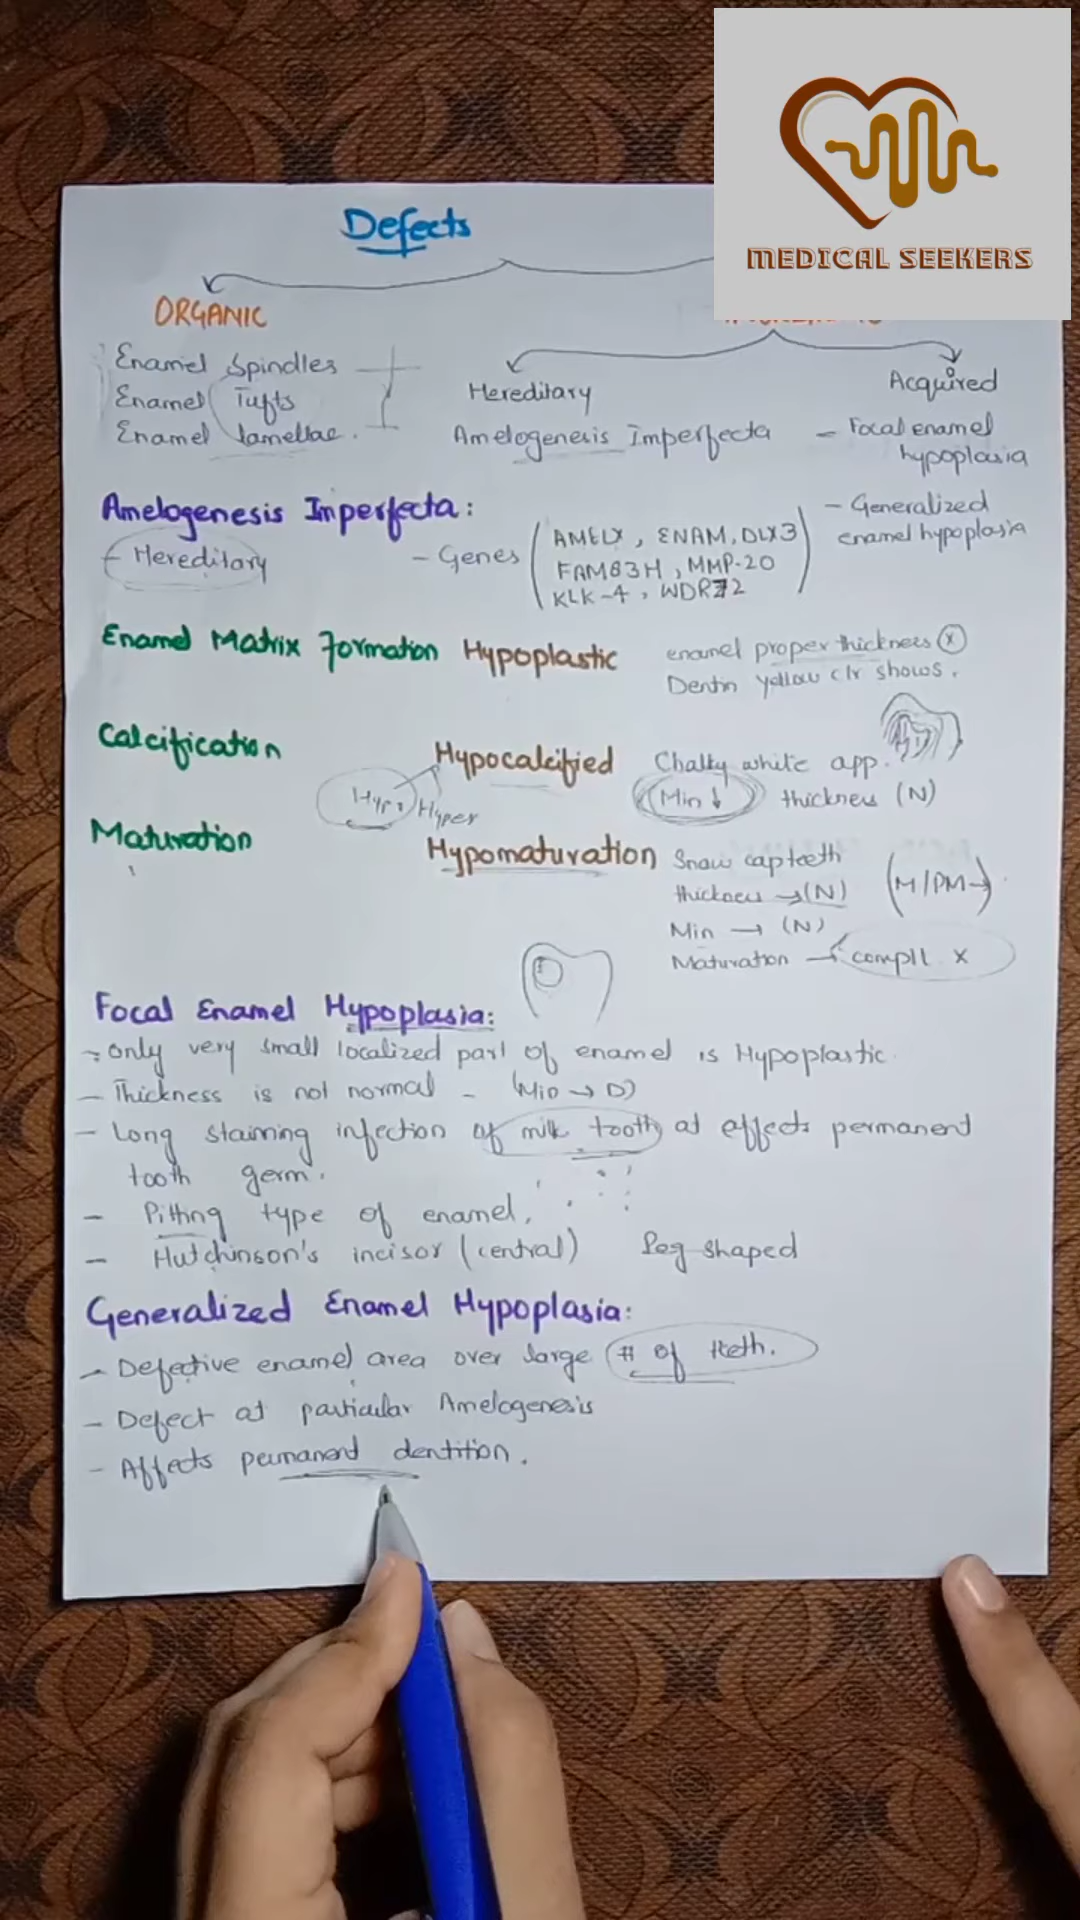 MEDICAL SEEKERS
Defects
ORGANIC
Enamel Spindles
Enamel Tufts
Enamel lamellae.
Hereditary
Amelogenesis Imperfecta
Acquired
- Focal enamel
hypoplasia
- Generalized
enamel hypoplasia
Amelogenesis Imperfecta:
- Hereditary
- Genes
AMELX, ENAM, DLX3
FAM83H, MMP-20
KLK-4, WDR72
Enamel Matrix Formation Hypoplastic
enamel proper thickness x
Dentin yellow clr shows.
Calcification
Hypocalcified
Chalky white app.
Min ↓ thickness (N)
Hypo Hyper
Maturation
Hypomaturation
Snow cap teeth
thickness → (N)
(M/PM→)
Min → (N)
Maturation → compll x
Focal Enamel Hypoplasia:
- only very small localized part of enamel is Hypoplastic.
- Thickness is not normal - (Min → D)
- Long staining infection of milk tooth at affects permanent
tooth germ.
- Pitting type of enamel.
- Hutchinson's incisor (central) Peg shaped
Generalized Enamel Hypoplasia:
- Defective enamel area over large # of teeth.
- Defect at particular Amelogenesis
- Affects permanent dentition.